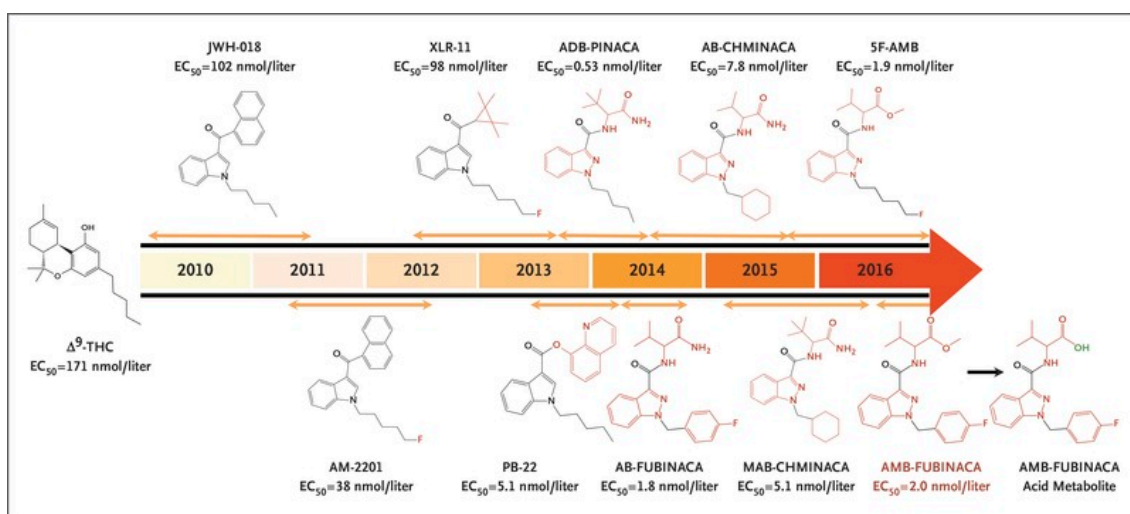 JWH-018
EC50=102 nmol/liter
XLR-11
EC50=98 nmol/liter
ADB-PINACA
EC50=0.53 nmol/liter
AB-CHMINACA
EC50=7.8 nmol/liter
5F-AMB
EC50=1.9 nmol/liter
O
N
O
N
F
O
NH2
O
N
H
N
N
O
NH2
O
N
H
N
N
O
O
O
N
H
N
N
F
OH
O
2010
2011
2012
2013
2014
2015
2016
Δ9-THC
EC50=171 nmol/liter
O
N
F
O
O
N
N
O
NH2
O
N
H
N
N
F
O
NH2
O
N
H
N
N
O
O
O
N
H
N
N
F
O
OH
O
N
H
N
N
F
AM-2201
EC50=38 nmol/liter
PB-22
EC50=5.1 nmol/liter
AB-FUBINACA
EC50=1.8 nmol/liter
MAB-CHMINACA
EC50=5.1 nmol/liter
AMB-FUBINACA
EC50=2.0 nmol/liter
AMB-FUBINACA
Acid Metabolite